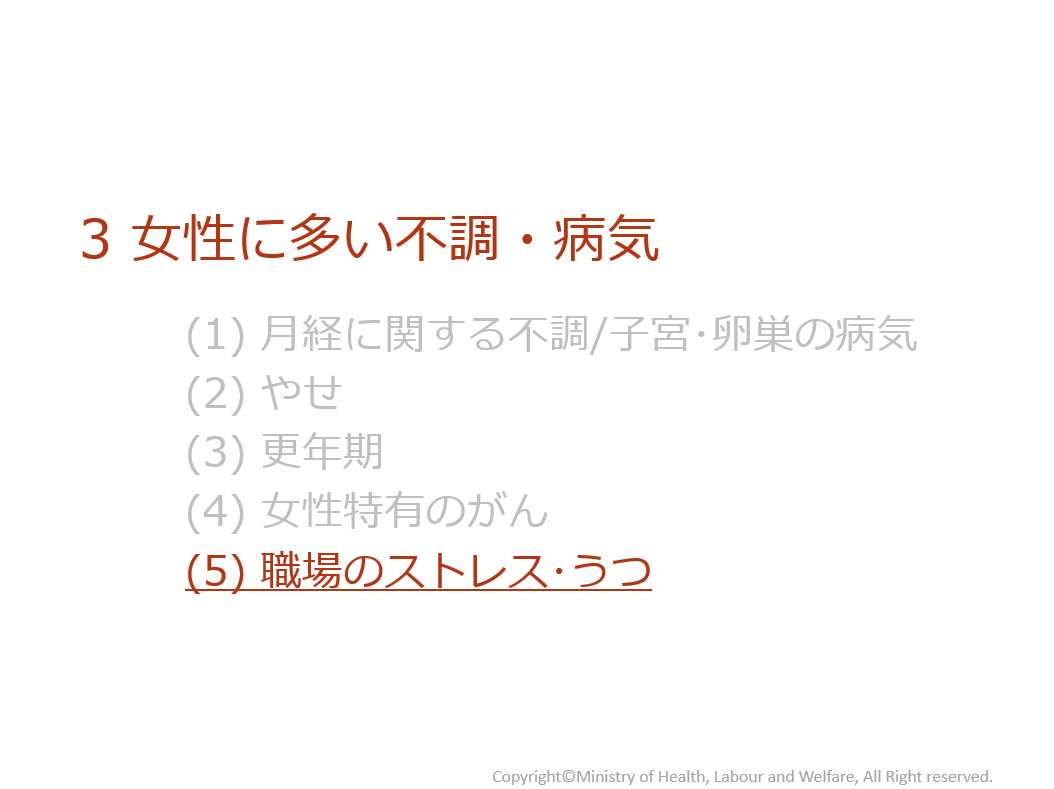 3 女性に多い不調・病気
(1) 月経に関する不調/子宮･卵巣の病気
(2) やせ
(3) 更年期
(4) 女性特有のがん
(5) 職場のストレス･うつ
Copyright©Ministry of Health, Labour and Welfare, All Right reserved.